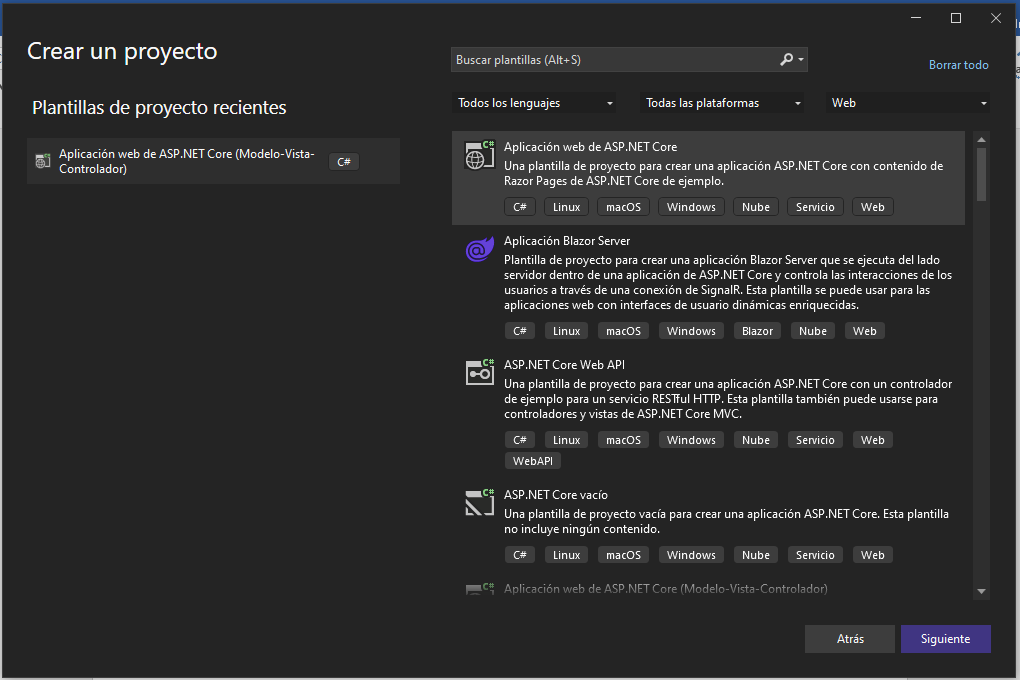 Crear un proyecto
Plantillas de proyecto recientes
Aplicación web de ASP.NET Core (Modelo-Vista-
Controlador)
C#
Buscar plantillas (Alt+S)
Borrar todo
Todos los lenguajes
Todas las plataformas
Web
C#
Aplicación web de ASP.NET Core
Una plantilla de proyecto para crear una aplicación ASP.NET Core con contenido de
Razor Pages de ASP.NET Core de ejemplo.
C# Linux macOS Windows Nube Servicio Web
Aplicación Blazor Server
Plantilla de proyecto para crear una aplicación Blazor Server que se ejecuta del lado
servidor dentro de una aplicación de ASP.NET Core y controla las interacciones de los
usuarios a través de una conexión de SignalR. Esta plantilla se puede usar para las
aplicaciones web con interfaces de usuario dinámicas enriquecidas.
C# Linux macOS Windows Blazor Nube Web
C#
ASP.NET Core Web API
Una plantilla de proyecto para crear una aplicación ASP.NET Core con un controlador
de ejemplo para un servicio RESTful HTTP. Esta plantilla también puede usarse para
controladores y vistas de ASP.NET Core MVC.
C# Linux macOS Windows Nube Servicio Web
WebAPI
C#
ASP.NET Core vacío
Una plantilla de proyecto vacía para crear una aplicación ASP.NET Core. Esta plantilla
no incluye ningún contenido.
C# Linux macOS Windows Nube Servicio Web
C#
Aplicación web de ASP.NET Core (Modelo-Vista-Controlador)
Atrás
Siguiente